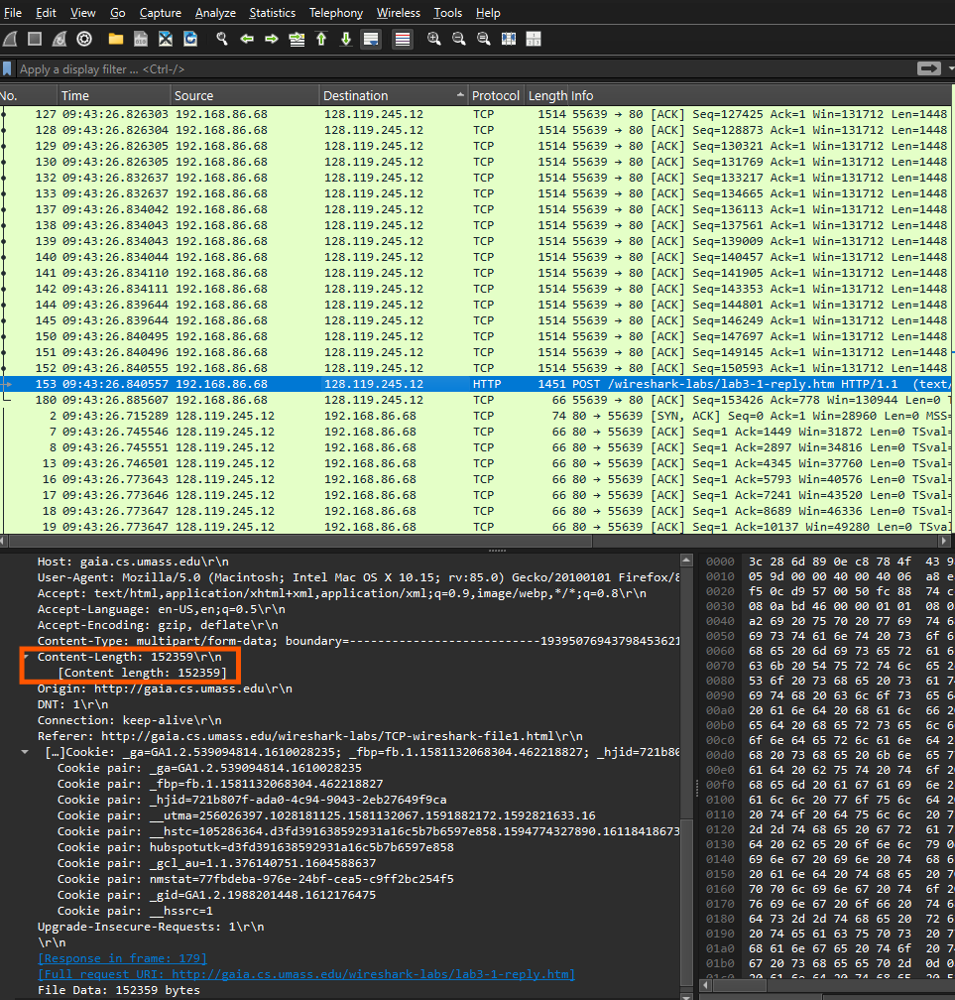 File Edit View Go Capture Analyze Statistics Telephony Wireless Tools Help
Apply a display filter … <Ctrl-/>
No. Time Source Destination Protocol Length Info
127 09:43:26.826303 192.168.86.68 128.119.245.12 TCP 1514 55639 → 80 [ACK] Seq=127425 Ack=1 Win=131712 Len=1448
128 09:43:26.826304 192.168.86.68 128.119.245.12 TCP 1514 55639 → 80 [ACK] Seq=128873 Ack=1 Win=131712 Len=1448
129 09:43:26.826305 192.168.86.68 128.119.245.12 TCP 1514 55639 → 80 [ACK] Seq=130321 Ack=1 Win=131712 Len=1448
130 09:43:26.826305 192.168.86.68 128.119.245.12 TCP 1514 55639 → 80 [ACK] Seq=131769 Ack=1 Win=131712 Len=1448
132 09:43:26.832637 192.168.86.68 128.119.245.12 TCP 1514 55639 → 80 [ACK] Seq=133217 Ack=1 Win=131712 Len=1448
133 09:43:26.832637 192.168.86.68 128.119.245.12 TCP 1514 55639 → 80 [ACK] Seq=134665 Ack=1 Win=131712 Len=1448
137 09:43:26.834042 192.168.86.68 128.119.245.12 TCP 1514 55639 → 80 [ACK] Seq=136113 Ack=1 Win=131712 Len=1448
138 09:43:26.834043 192.168.86.68 128.119.245.12 TCP 1514 55639 → 80 [ACK] Seq=137561 Ack=1 Win=131712 Len=1448
139 09:43:26.834043 192.168.86.68 128.119.245.12 TCP 1514 55639 → 80 [ACK] Seq=139009 Ack=1 Win=131712 Len=1448
140 09:43:26.834044 192.168.86.68 128.119.245.12 TCP 1514 55639 → 80 [ACK] Seq=140457 Ack=1 Win=131712 Len=1448
141 09:43:26.834110 192.168.86.68 128.119.245.12 TCP 1514 55639 → 80 [ACK] Seq=141905 Ack=1 Win=131712 Len=1448
142 09:43:26.834111 192.168.86.68 128.119.245.12 TCP 1514 55639 → 80 [ACK] Seq=143353 Ack=1 Win=131712 Len=1448
144 09:43:26.839644 192.168.86.68 128.119.245.12 TCP 1514 55639 → 80 [ACK] Seq=144801 Ack=1 Win=131712 Len=1448
145 09:43:26.839644 192.168.86.68 128.119.245.12 TCP 1514 55639 → 80 [ACK] Seq=146249 Ack=1 Win=131712 Len=1448
150 09:43:26.840495 192.168.86.68 128.119.245.12 TCP 1514 55639 → 80 [ACK] Seq=147697 Ack=1 Win=131712 Len=1448
151 09:43:26.840496 192.168.86.68 128.119.245.12 TCP 1514 55639 → 80 [ACK] Seq=149145 Ack=1 Win=131712 Len=1448
152 09:43:26.840555 192.168.86.68 128.119.245.12 TCP 1514 55639 → 80 [ACK] Seq=150593 Ack=1 Win=131712 Len=1448
153 09:43:26.840557 192.168.86.68 128.119.245.12 HTTP 1451 POST /wireshark-labs/lab3-1-reply.htm HTTP/1.1 (text/
180 09:43:26.885607 192.168.86.68 128.119.245.12 TCP 66 55639 → 80 [ACK] Seq=153426 Ack=778 Win=130944 Len=0 T
2 09:43:26.715289 128.119.245.12 192.168.86.68 TCP 74 80 → 55639 [SYN, ACK] Seq=0 Ack=1 Win=28960 Len=0 MSS=
7 09:43:26.745546 128.119.245.12 192.168.86.68 TCP 66 80 → 55639 [ACK] Seq=1 Ack=1449 Win=31872 Len=0 TSval=
8 09:43:26.745551 128.119.245.12 192.168.86.68 TCP 66 80 → 55639 [ACK] Seq=1 Ack=2897 Win=34816 Len=0 TSval=
13 09:43:26.746501 128.119.245.12 192.168.86.68 TCP 66 80 → 55639 [ACK] Seq=1 Ack=4345 Win=37760 Len=0 TSval=
16 09:43:26.773643 128.119.245.12 192.168.86.68 TCP 66 80 → 55639 [ACK] Seq=1 Ack=5793 Win=40576 Len=0 TSval=
17 09:43:26.773646 128.119.245.12 192.168.86.68 TCP 66 80 → 55639 [ACK] Seq=1 Ack=7241 Win=43520 Len=0 TSval=
18 09:43:26.773647 128.119.245.12 192.168.86.68 TCP 66 80 → 55639 [ACK] Seq=1 Ack=8689 Win=46336 Len=0 TSval=
19 09:43:26.773647 128.119.245.12 192.168.86.68 TCP 66 80 → 55639 [ACK] Seq=1 Ack=10137 Win=49280 Len=0 TSval
Host: gaia.cs.umass.edu\r\n
User-Agent: Mozilla/5.0 (Macintosh; Intel Mac OS X 10.15; rv:85.0) Gecko/20100101 Firefox/8
Accept: text/html,application/xhtml+xml,application/xml;q=0.9,image/webp,*/*;q=0.8\r\n
Accept-Language: en-US,en;q=0.5\r\n
Accept-Encoding: gzip, deflate\r\n
Content-Type: multipart/form-data; boundary=---------------------------19395076943798453621
Content-Length: 152359\r\n
[Content length: 152359]
Origin: http://gaia.cs.umass.edu\r\n
DNT: 1\r\n
Connection: keep-alive\r\n
Referer: http://gaia.cs.umass.edu/wireshark-labs/TCP-wireshark-file1.html\r\n
[…]Cookie: _ga=GA1.2.539094814.1610028235; _fbp=fb.1.1581132068304.462218827; _hjid=721b80
Cookie pair: _ga=GA1.2.539094814.1610028235
Cookie pair: _fbp=fb.1.1581132068304.462218827
Cookie pair: _hjid=721b807f-ada0-4c94-9043-2eb27649f9ca
Cookie pair: __utma=256026397.1028181125.1581132067.1591882172.1592821633.16
Cookie pair: __hstc=105286364.d3fd391638592931a16c5b7b6597e858.1594774327890.16118418673
Cookie pair: hubspotutk=d3fd391638592931a16c5b7b6597e858
Cookie pair: _gcl_au=1.1.376140751.1604588637
Cookie pair: nmstat=77fbdeba-976e-24bf-cea5-c9ff2bc254f5
Cookie pair: _gid=GA1.2.1988201448.1612176475
Cookie pair: __hssrc=1
Upgrade-Insecure-Requests: 1\r\n
\r\n
[Response in frame: 179]
[Full request URI: http://gaia.cs.umass.edu/wireshark-labs/lab3-1-reply.htm]
File Data: 152359 bytes
0000 3c 28 6d 89 0e c8 78 4f 43 9
0010 05 9d 00 00 40 00 40 06 a8 e
0020 f5 0c d9 57 00 50 fc 88 74 c
0030 08 0a bd 46 00 00 01 01 08 0
0040 a2 69 20 75 70 20 77 69 74 6
0050 69 73 74 61 6e 74 20 73 6f 6
0060 68 65 20 6d 69 73 65 72 61 6
0070 63 6b 20 54 75 72 74 6c 65 2
0080 53 6f 20 73 68 65 20 73 61 7
0090 69 74 68 20 63 6c 6f 73 65 6
00a0 20 61 6e 64 20 68 61 6c 66 2
00b0 65 64 20 68 65 72 73 65 6c 6
00c0 6f 6e 64 65 72 6c 61 6e 64 2
00d0 68 20 73 68 65 20 6b 6e 65 7
00e0 61 64 20 62 75 74 20 74 6f 2
00f0 68 65 6d 20 61 67 61 69 6e 2
0100 61 6c 6c 20 77 6f 75 6c 64 2
0110 20 74 6f 20 64 75 6c 6c 20 7
0120 2d 2d 74 68 65 20 67 72 61 7
0130 64 20 62 65 20 6f 6e 6c 79 0
0140 69 6e 67 20 69 6e 20 74 68 6
0150 20 61 6e 64 20 74 68 65 20 7
0160 70 70 6c 69 6e 67 20 74 6f 2
0170 76 69 6e 67 20 6f 66 20 74 6
0180 64 73 2d 2d 74 68 65 20 72 6
0190 20 74 65 61 63 75 70 73 20 7
01a0 68 61 6e 67 65 20 74 6f 20 7
01b0 67 20 73 68 65 65 70 2d 0d 0